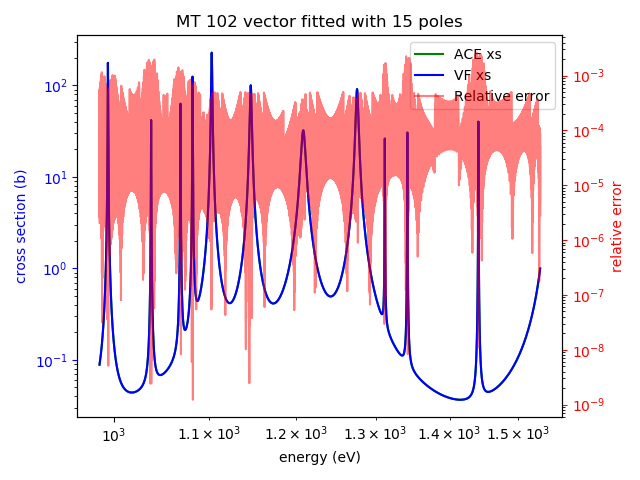 MT 102 vector fitted with 15 poles
ACE xs
VF xs
Relative error
cross section (b)
10²
10¹
10⁰
10⁻¹
10⁻³
10⁻⁴
10⁻⁵
10⁻⁶
10⁻⁷
10⁻⁸
10⁻⁹
relative error
10³ 1.1 × 10³ 1.2 × 10³ 1.3 × 10³ 1.4 × 10³ 1.5 × 10³
energy (eV)